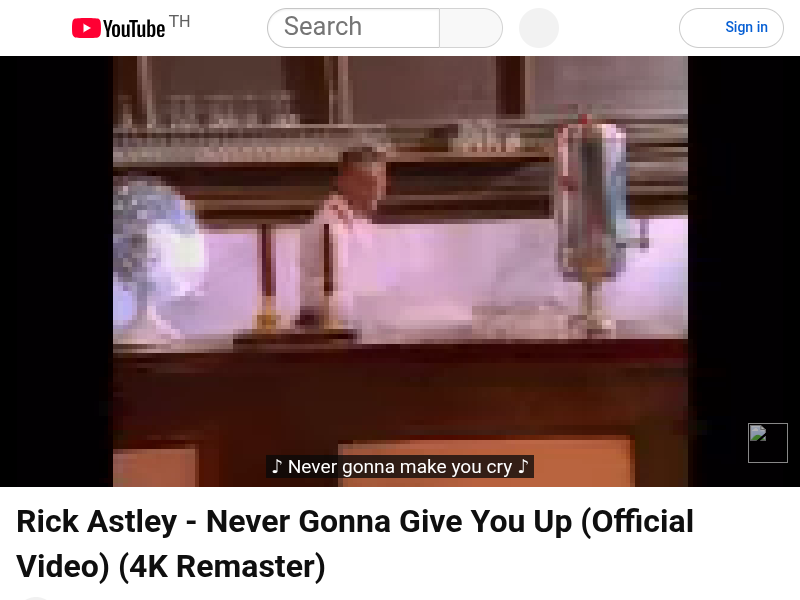 YouTube TH
Search
Sign in
♪ Never gonna make you cry ♪
Rick Astley - Never Gonna Give You Up (Official
Video) (4K Remaster)